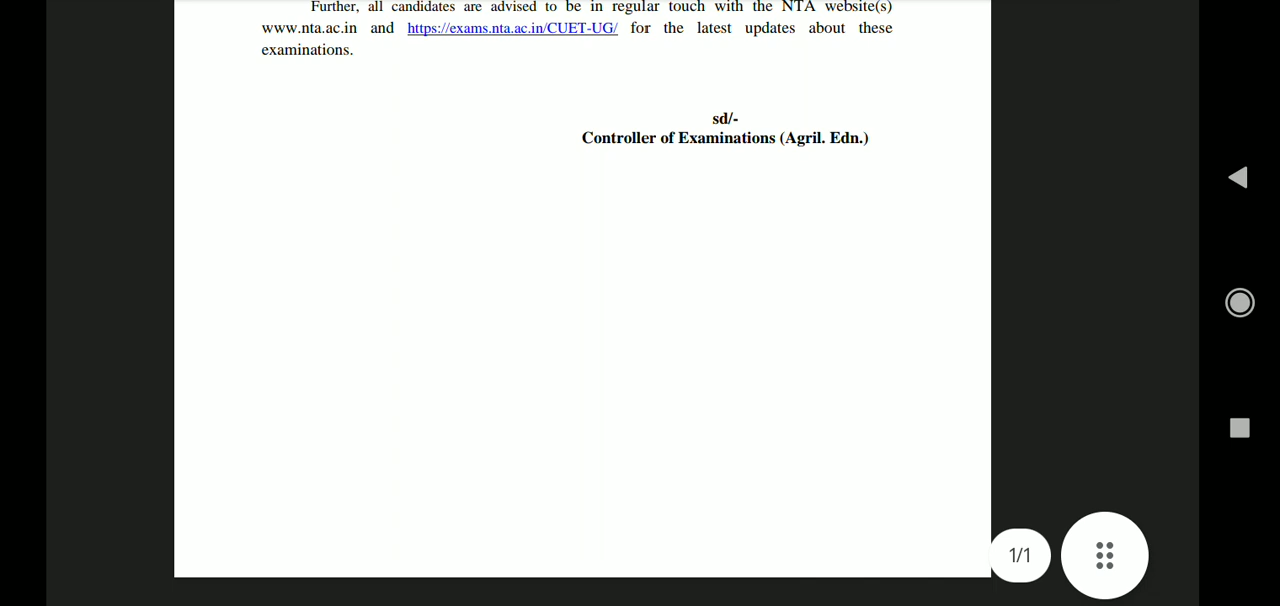 Further, all candidates are advised to be in regular touch with the NTA website(s)
www.nta.ac.in and https://exams.nta.ac.in/CUET-UG/ for the latest updates about these
examinations.
sd/-
Controller of Examinations (Agril. Edn.)
1/1